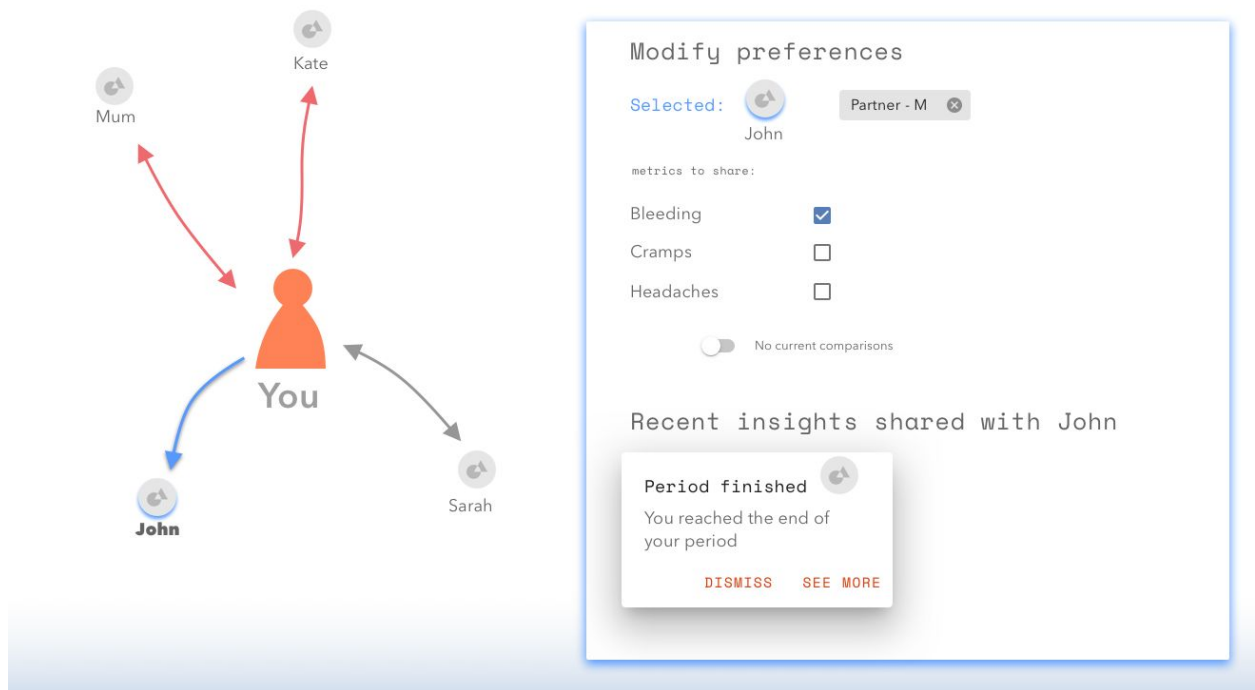 Kate
Mum
You
John
Sarah
Modify preferences
Selected:
John
Partner - M
metrics to share:
Bleeding
Cramps
Headaches
No current comparisons
Recent insights shared with John
Period finished
You reached the end of
your period
DISMISS SEE MORE